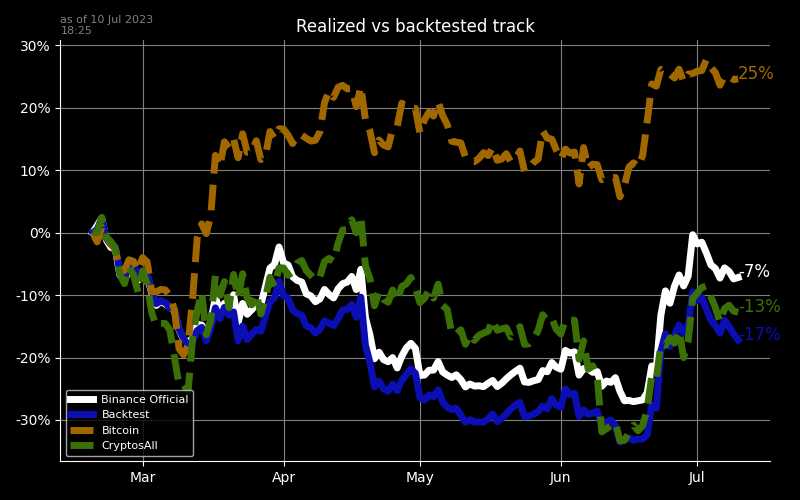 as of 10 Jul 2023
18:25
Realized vs backtested track
30%
20%
10%
0%
-10%
-20%
-30%
25%
-7%
-13%
-17%
Binance Official
Backtest
Bitcoin
CryptosAll
Mar
Apr
May
Jun
Jul